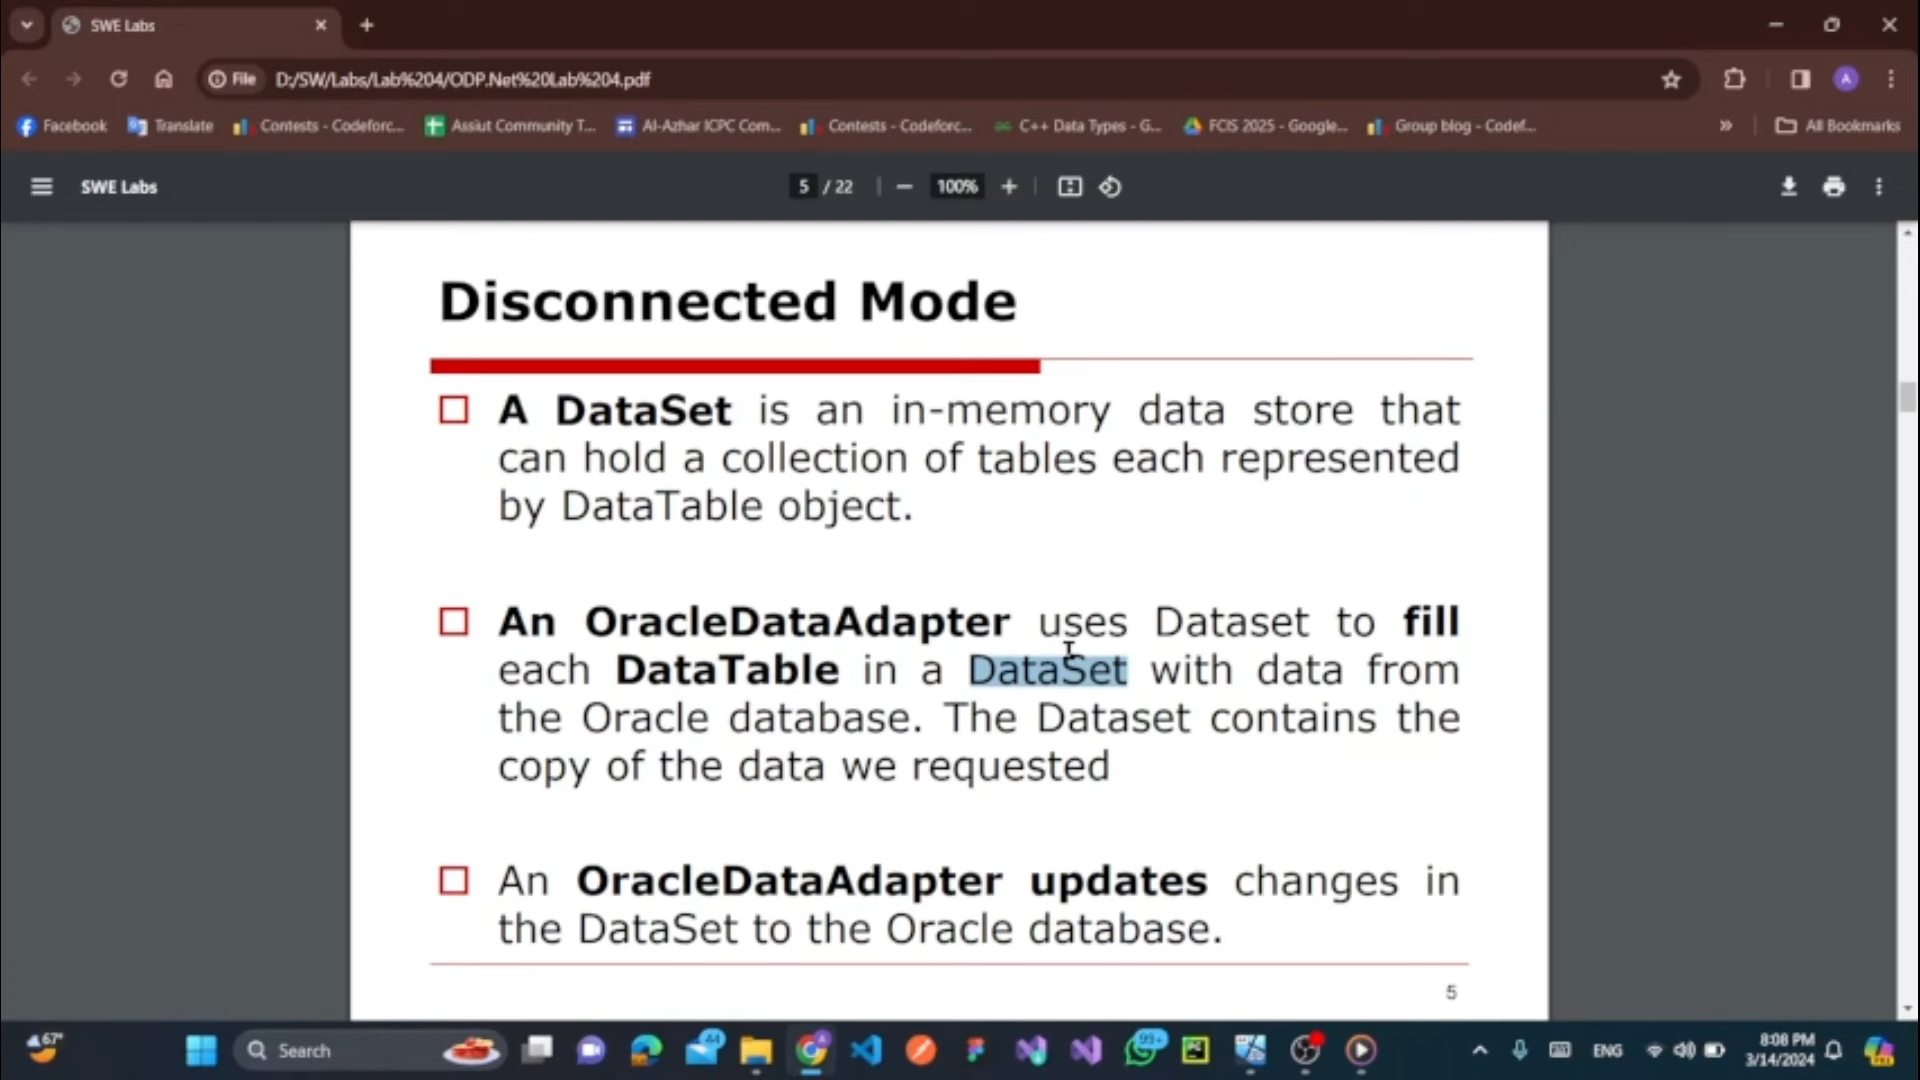 SWE Labs
File D:/SW/Labs/Lab%204/ODP.Net%20Lab%204.pdf
A
Facebook Translate Contests - Codeforc... Assiut Community T... Al-Azhar ICPC Com... Contests - Codeforc... C++ Data Types - G... FCIS 2025 - Google... Group blog - Codef... » All Bookmarks
SWE Labs 5 / 22 100%
Disconnected Mode
A DataSet is an in-memory data store that
can hold a collection of tables each represented
by DataTable object.
An OracleDataAdapter uses Dataset to fill
each DataTable in a DataSet with data from
the Oracle database. The Dataset contains the
copy of the data we requested
An OracleDataAdapter updates changes in
the DataSet to the Oracle database.
5
67° Search 44 99+ ENG 8:08 PM
3/14/2024